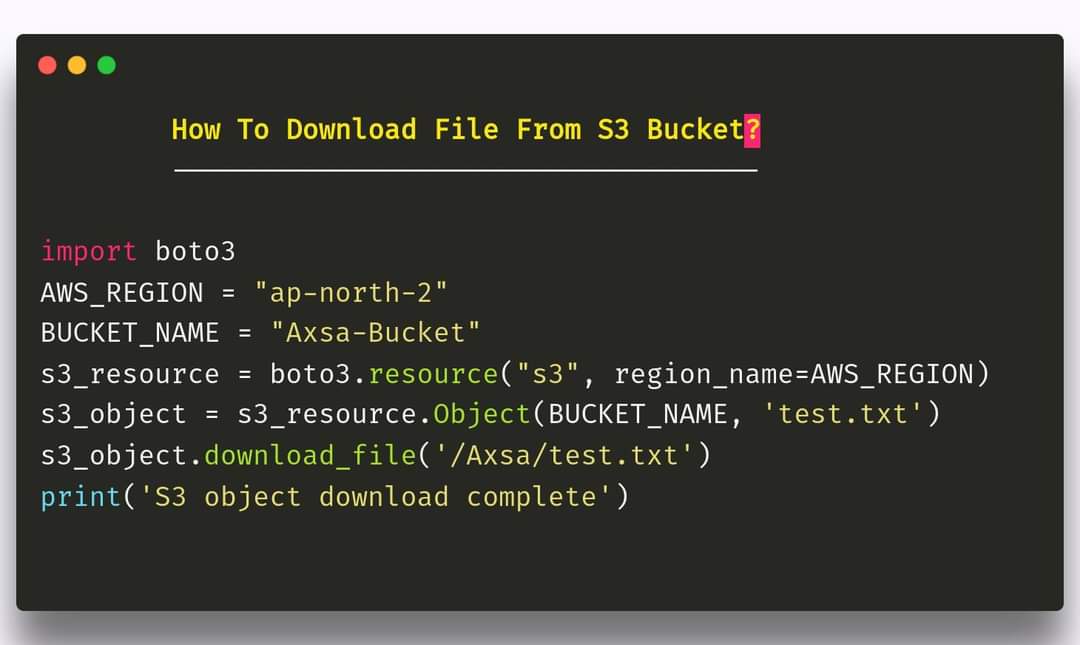 How To Download File From S3 Bucket?
import boto3
AWS_REGION = "ap-north-2"
BUCKET_NAME = "Axsa-Bucket"
s3_resource = boto3.resource("s3", region_name=AWS_REGION)
s3_object = s3_resource.Object(BUCKET_NAME, 'test.txt')
s3_object.download_file('/Axsa/test.txt')
print('S3 object download complete')